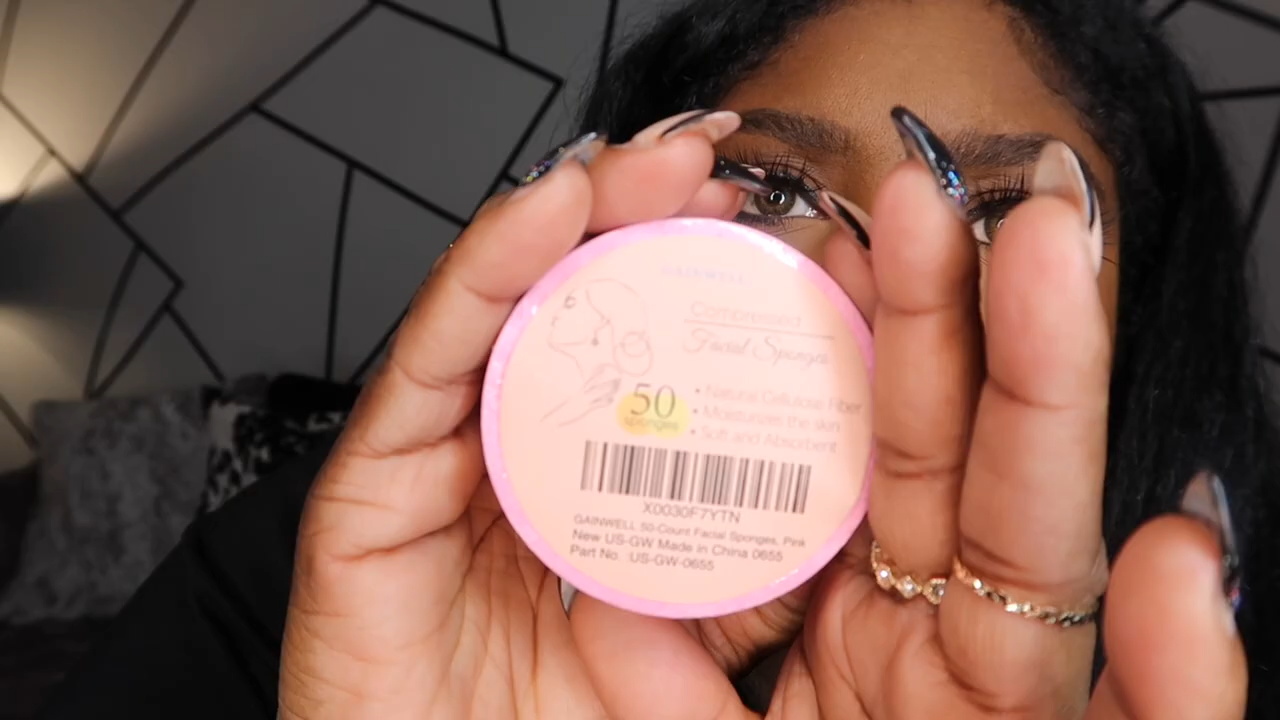 GAINWELL
Compressed
Facial Sponges
50
sponges
• Natural Cellulose Fiber
• Moisturizes the skin
• Soft and Absorbent
X0030F7YTN
GAINWELL 50-Count Facial Sponges, Pink
New US-GW Made in China 0655
Part No. :US-GW-0655